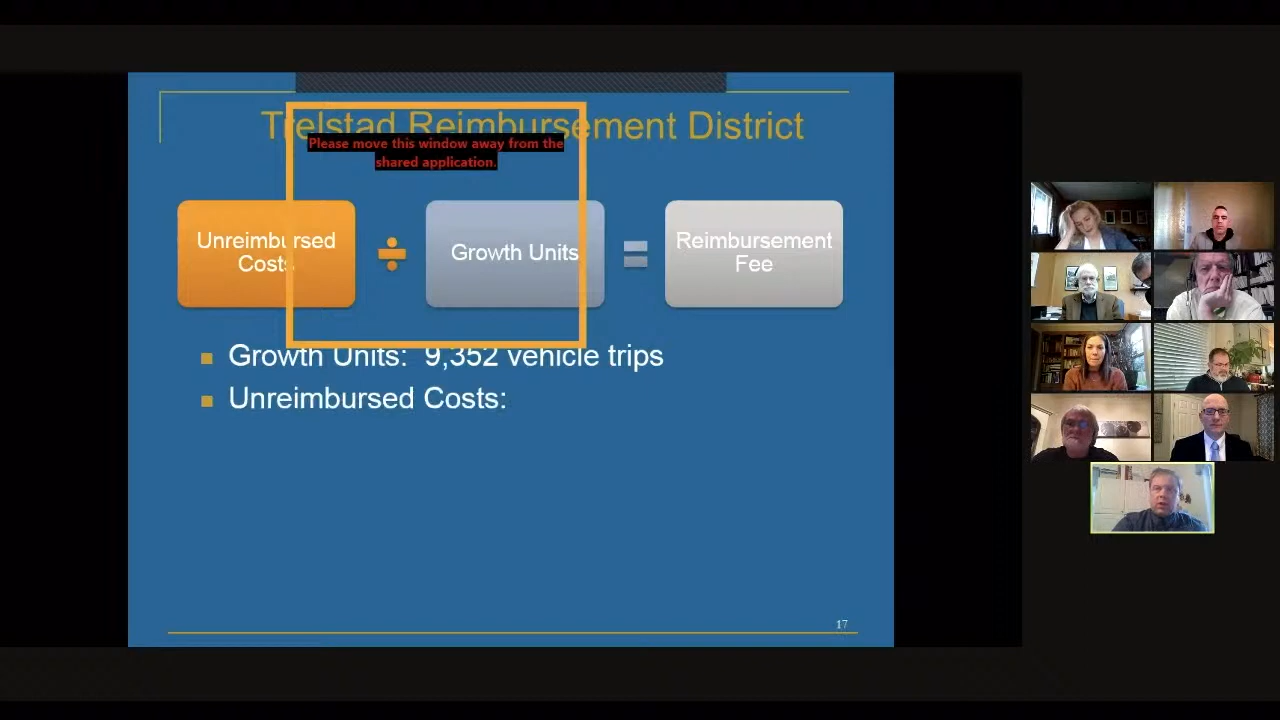 Trelstad Reimbursement District
Please move this window away from the
shared application.
Unreimbursed
Costs
÷
Growth Units
=
Reimbursement
Fee
Growth Units: 9,352 vehicle trips
Unreimbursed Costs:
17